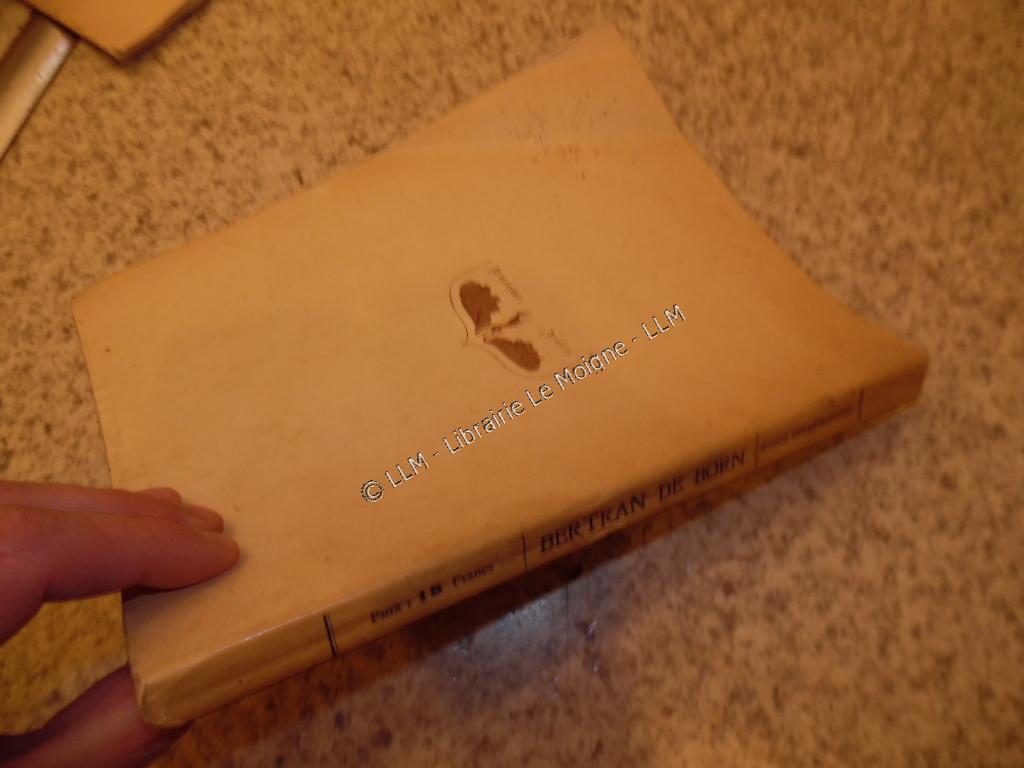 © LLM - Librairie Le Moigne - LLM
BERTRAN DE BORN
Prix : 15 Francs